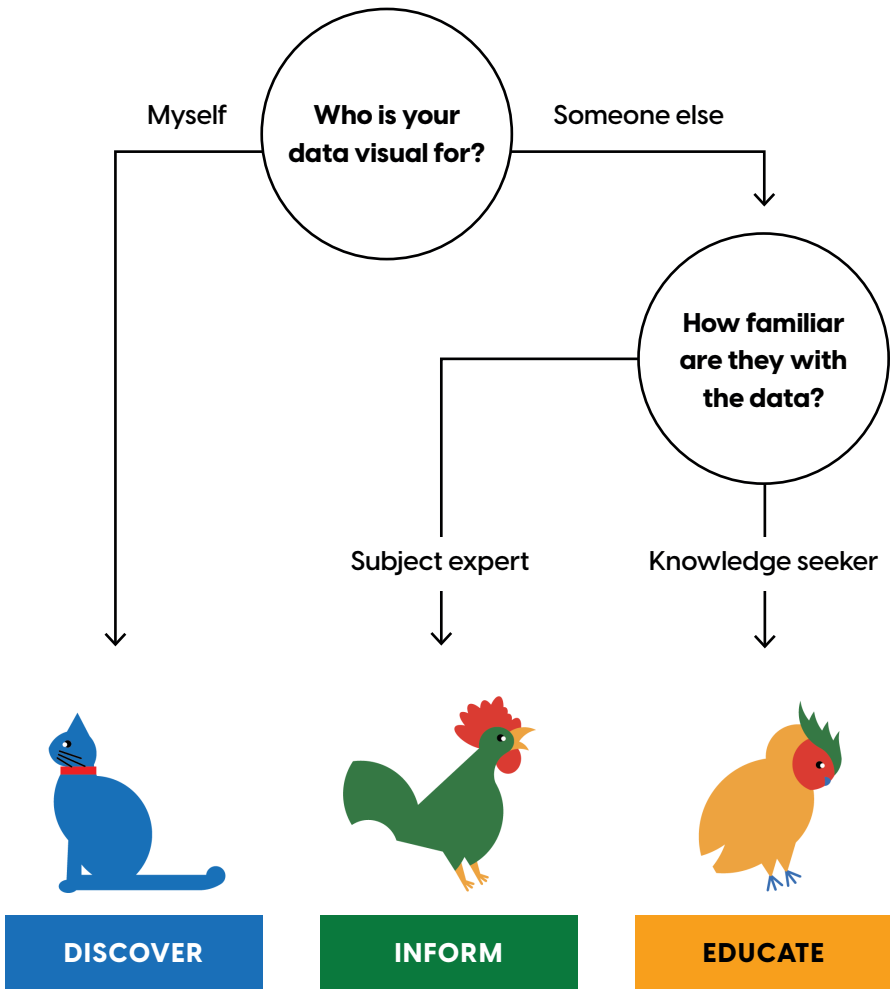 Myself
Who is your
data visual for?
Someone else
How familiar
are they with
the data?
Subject expert
Knowledge seeker
DISCOVER
INFORM
EDUCATE